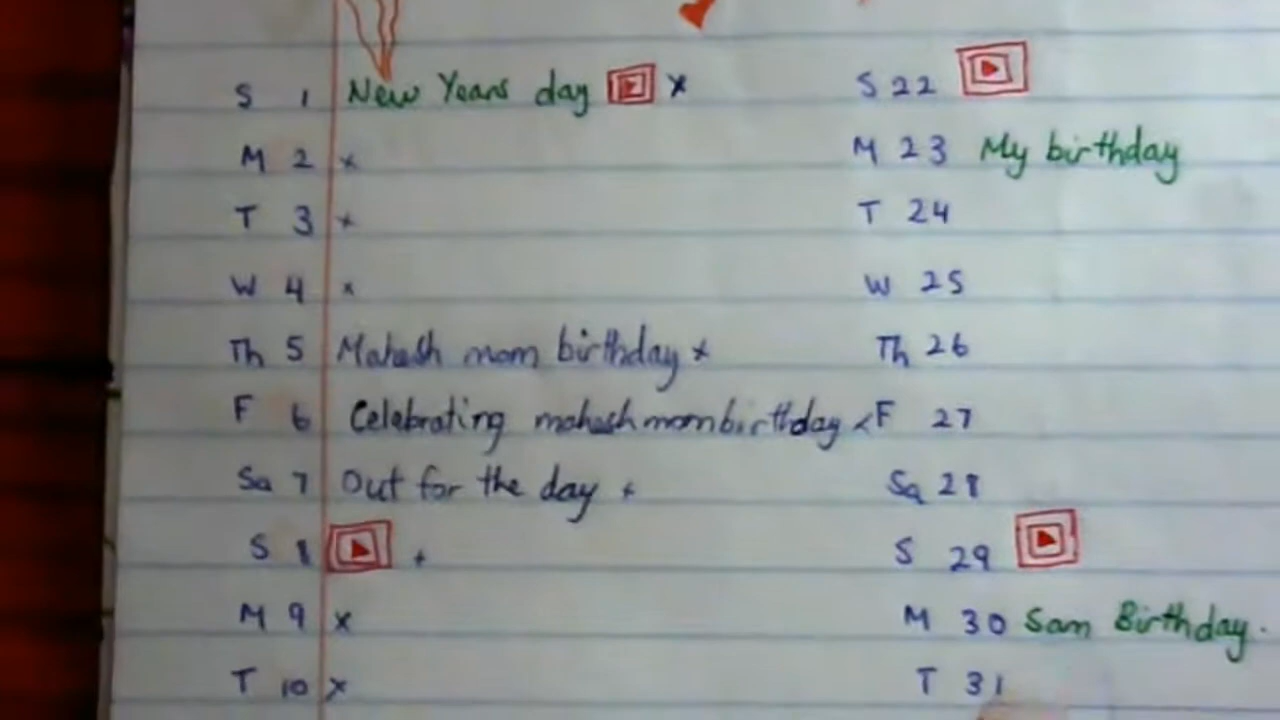 S 1 New Years day x
M 2 x
T 3 x
W 4 x
Th 5 Mahesh mom birthday x
F 6 Celebrating mahesh mom birthday x
Sa 7 Out for the day x
S 8 x
M 9 x
T 10 x
S 22
M 23 My birthday
T 24
W 25
Th 26
F 27
Sa 28
S 29
M 30 Sam Birthday.
T 31